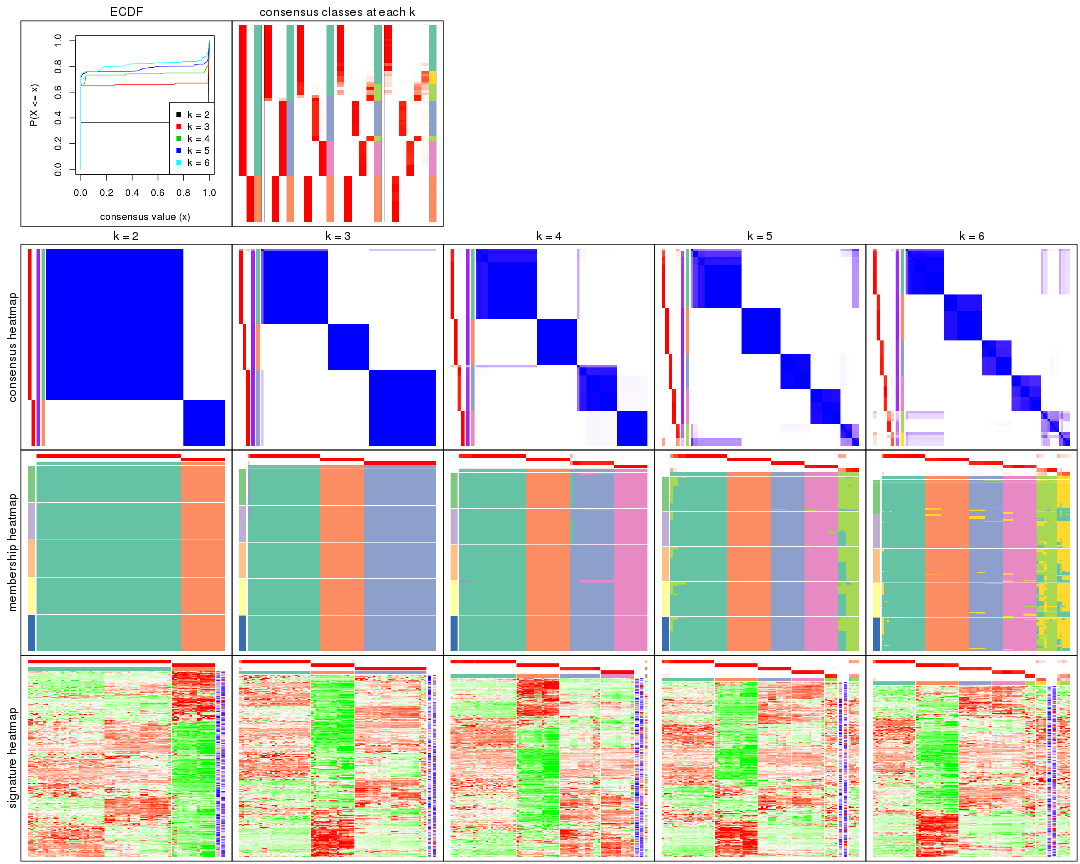 ECDF
consensus classes at each k
P(X <= x)
0.0 0.2 0.4 0.6 0.8 1.0
k = 2
k = 3
k = 4
k = 5
k = 6
0.0 0.2 0.4 0.6 0.8 1.0
consensus value (x)
k = 2
k = 3
k = 4
k = 5
k = 6
consensus heatmap
membership heatmap
signature heatmap